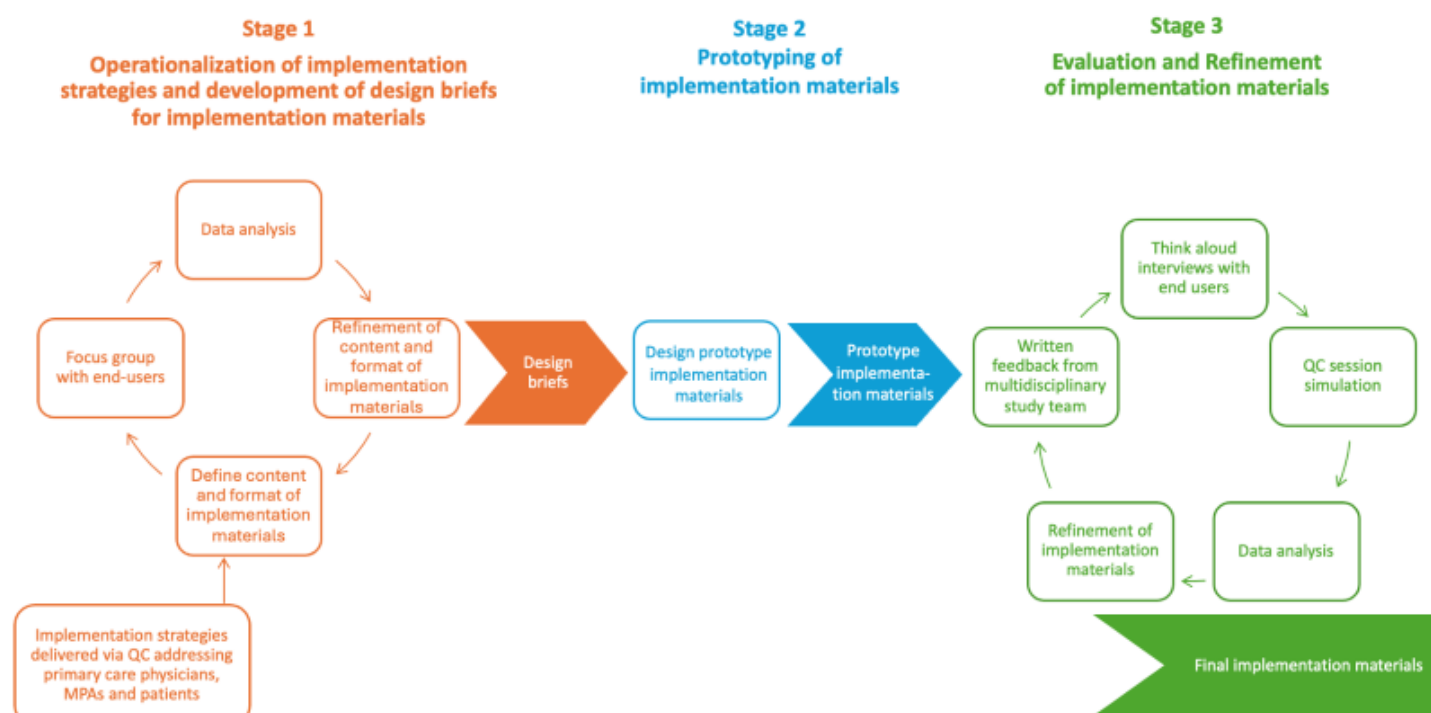 Stage 1
Operationalization of implementation
strategies and development of design briefs
for implementation materials
Stage 2
Prototyping of
implementation materials
Stage 3
Evaluation and Refinement
of implementation materials
Data analysis
Focus group
with end-users
Refinement of
content and
format of
implementation
materials
Define content
and format of
implementation
materials
Implementation strategies
delivered via QC addressing
primary care physicians,
MPAs and patients
Design
briefs
Design prototype
implementation
materials
Prototype
implementa-
tion materials
Written
feedback from
multidisciplinary
study team
Think aloud
interviews with
end users
QC session
simulation
Data analysis
Refinement of
implementation
materials
Final implementation materials